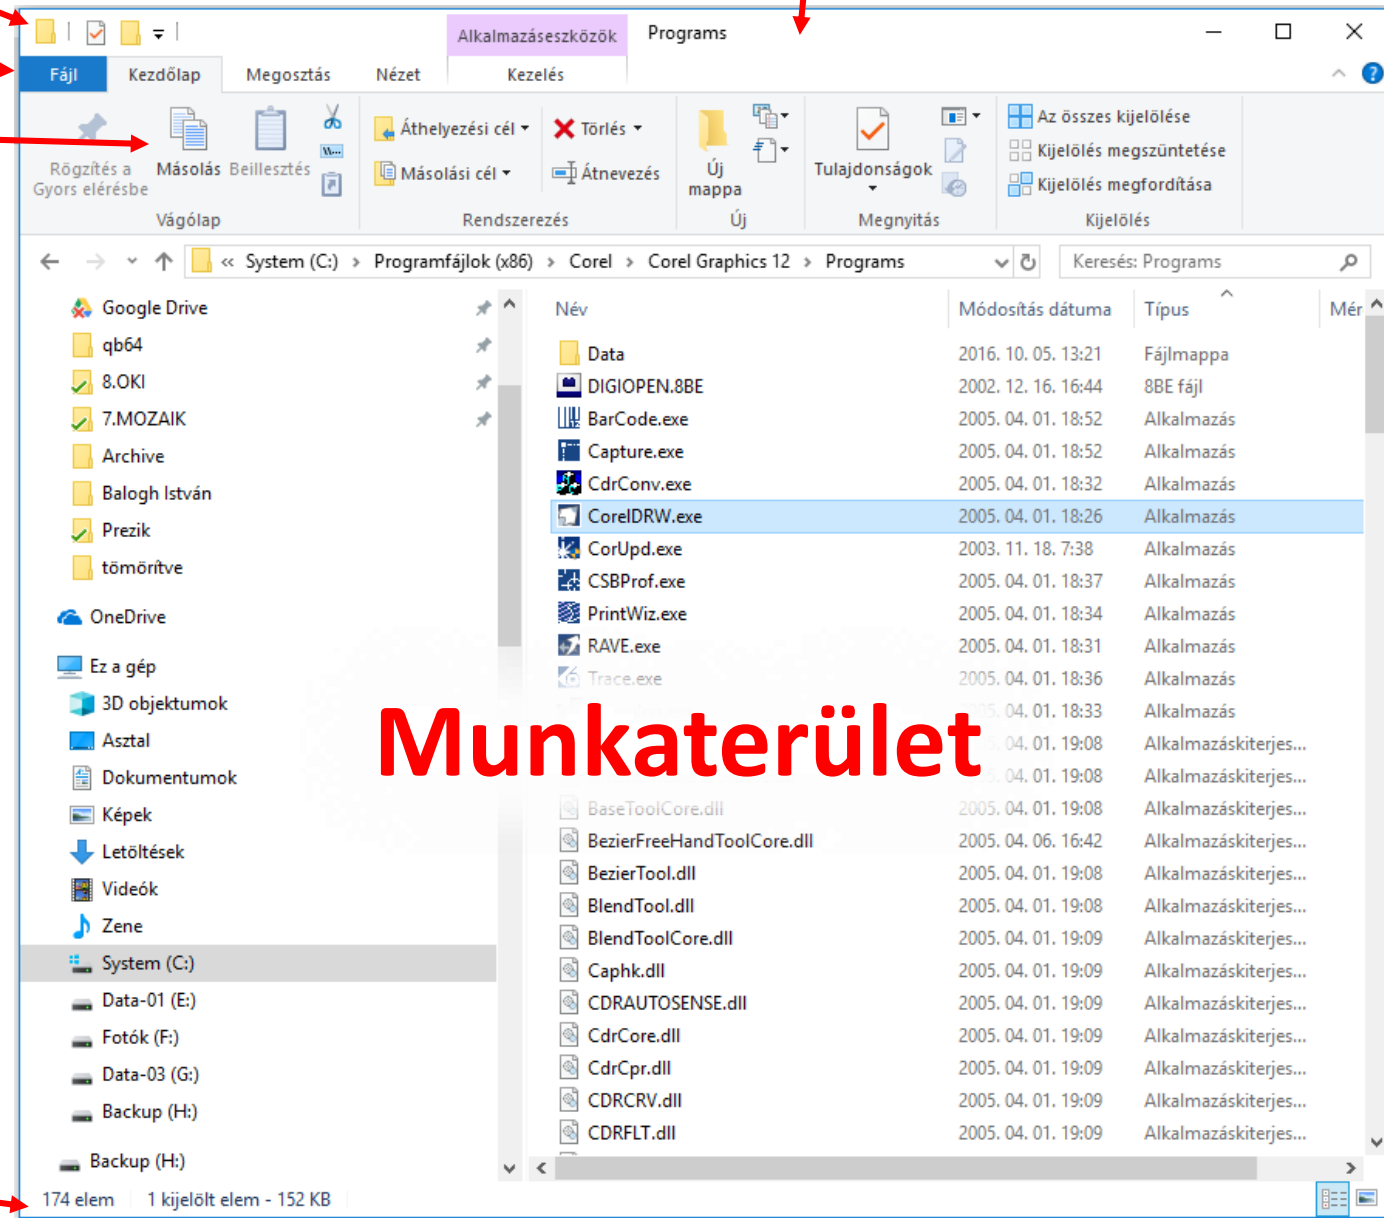 Alkalmazáseszközök Programs
Fájl Kezdőlap Megosztás Nézet Kezelés
Rögzítés a Gyors elérésbe
Másolás
Beillesztés
Vágólap
Áthelyezési cél
Másolási cél
Törlés
Átnevezés
Rendszerezés
Új mappa
Új
Tulajdonságok
Megnyitás
Az összes kijelölése
Kijelölés megszüntetése
Kijelölés megfordítása
Kijelölés
« System (C:) > Programfájlok (x86) > Corel > Corel Graphics 12 > Programs
Keresés: Programs
Google Drive
qb64
8.OKI
7.MOZAIK
Archive
Balogh István
Prezik
tömörítve
OneDrive
Ez a gép
3D objektumok
Asztal
Dokumentumok
Képek
Letöltések
Videók
Zene
System (C:)
Data-01 (E:)
Fotók (F:)
Data-03 (G:)
Backup (H:)
Backup (H:)
Név Módosítás dátuma Típus Mér
Data 2016. 10. 05. 13:21 Fájlmappa
DIGIOPEN.8BE 2002. 12. 16. 16:44 8BE fájl
BarCode.exe 2005. 04. 01. 18:52 Alkalmazás
Capture.exe 2005. 04. 01. 18:52 Alkalmazás
CdrConv.exe 2005. 04. 01. 18:32 Alkalmazás
CorelDRW.exe 2005. 04. 01. 18:26 Alkalmazás
CorUpd.exe 2003. 11. 18. 7:38 Alkalmazás
CSBProf.exe 2005. 04. 01. 18:37 Alkalmazás
PrintWiz.exe 2005. 04. 01. 18:34 Alkalmazás
RAVE.exe 2005. 04. 01. 18:31 Alkalmazás
Trace.exe 2005. 04. 01. 18:36 Alkalmazás
04. 01. 18:33 Alkalmazás
04. 01. 19:08 Alkalmazáskiterjes...
04. 01. 19:08 Alkalmazáskiterjes...
Munkaterület
BaseToolCore.dll 2005. 04. 01. 19:08 Alkalmazáskiterjes...
BezierFreeHandToolCore.dll 2005. 04. 06. 16:42 Alkalmazáskiterjes...
BezierTool.dll 2005. 04. 01. 19:08 Alkalmazáskiterjes...
BlendTool.dll 2005. 04. 01. 19:08 Alkalmazáskiterjes...
BlendToolCore.dll 2005. 04. 01. 19:09 Alkalmazáskiterjes...
Caphk.dll 2005. 04. 01. 19:09 Alkalmazáskiterjes...
CDRAUTOSENSE.dll 2005. 04. 01. 19:09 Alkalmazáskiterjes...
CdrCore.dll 2005. 04. 01. 19:09 Alkalmazáskiterjes...
CdrCpr.dll 2005. 04. 01. 19:09 Alkalmazáskiterjes...
CDRCRV.dll 2005. 04. 01. 19:09 Alkalmazáskiterjes...
CDRFLT.dll 2005. 04. 01. 19:09 Alkalmazáskiterjes...
174 elem 1 kijelölt elem - 152 KB